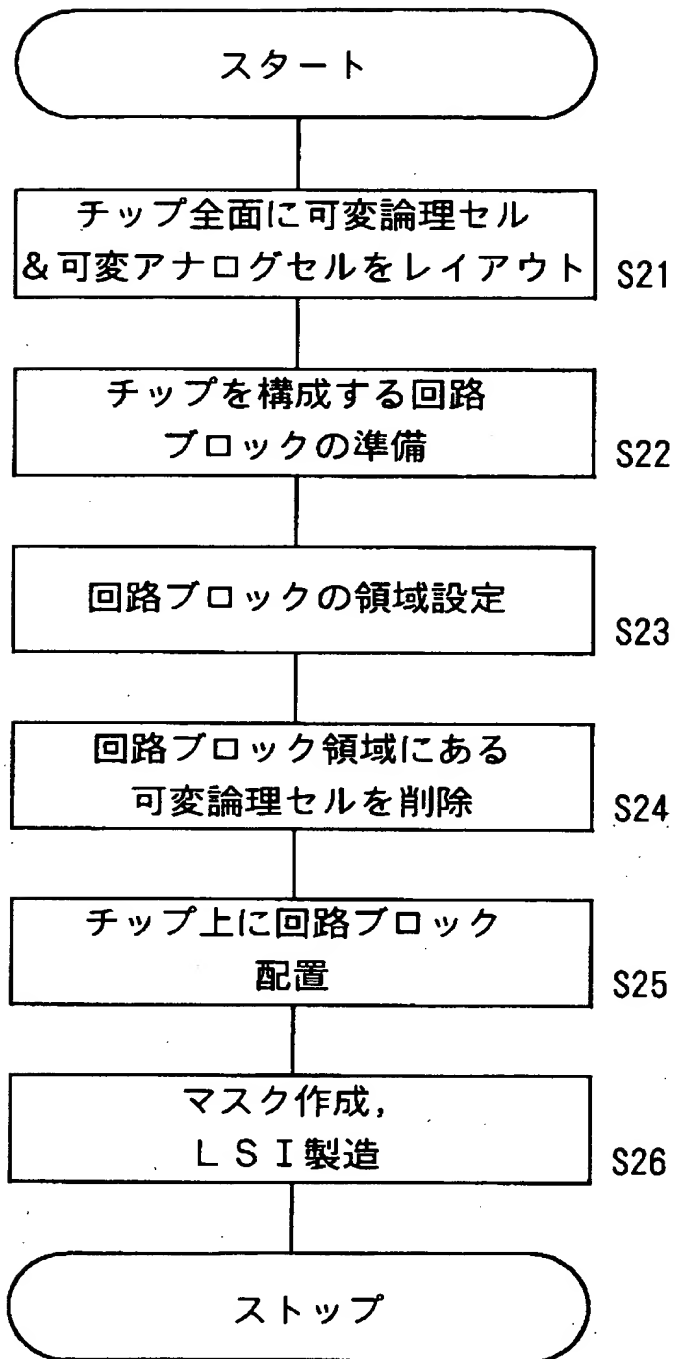 スタート
チップ全面に可変論理セル
&可変アナログセルをレイアウト
S21
チップを構成する回路
ブロックの準備
S22
回路ブロックの領域設定
S23
回路ブロック領域にある
可変論理セルを削除
S24
チップ上に回路ブロック
配置
S25
マスク作成,
LSI製造
S26
ストップ